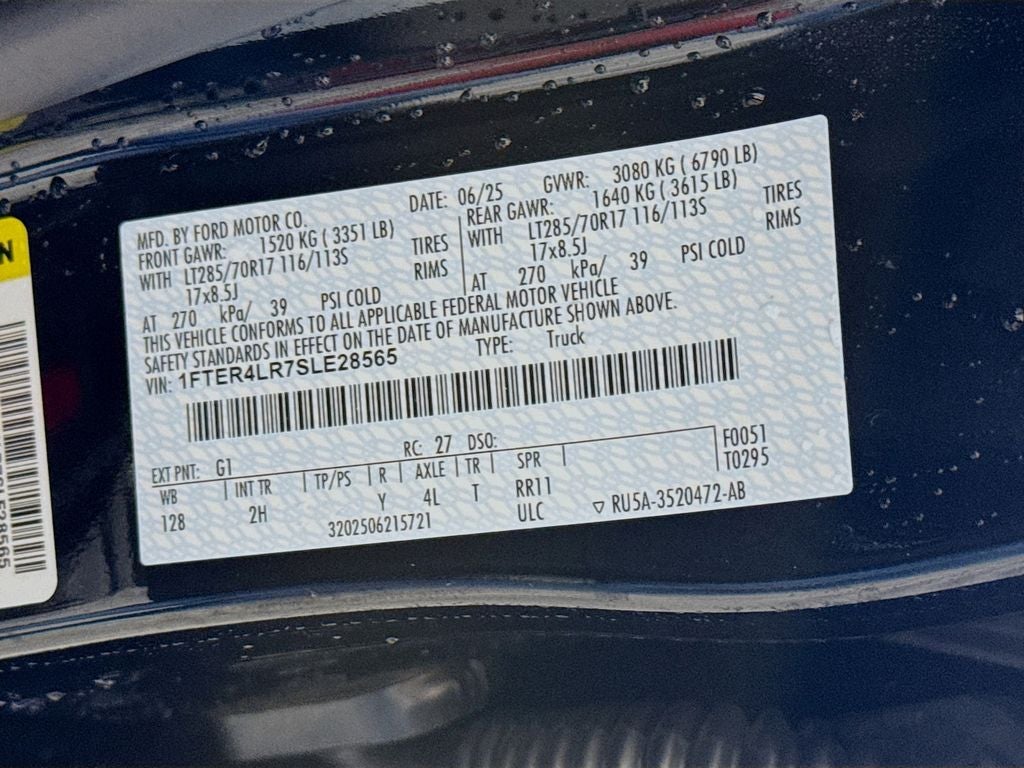 MFD. BY FORD MOTOR CO. DATE: 06/25 GVWR: 3080 KG ( 6790 LB)
FRONT GAWR: 1520 KG ( 3351 LB) REAR GAWR: 1640 KG ( 3615 LB)
WITH LT285/70R17 116/113S TIRES WITH LT285/70R17 116/113S TIRES
17x8.5J RIMS 17x8.5J RIMS
AT 270 kPa/ 39 PSI COLD AT 270 kPa/ 39 PSI COLD
THIS VEHICLE CONFORMS TO ALL APPLICABLE FEDERAL MOTOR VEHICLE
SAFETY STANDARDS IN EFFECT ON THE DATE OF MANUFACTURE SHOWN ABOVE.
VIN: 1FTER4LR7SLE28565 TYPE: Truck
EXT PNT: G1 RC: 27 DSO: F0051
WB INT TR TP/PS R AXLE TR SPR T0295
128 2H Y 4L T RR11
3202506215721 ULC ▽ RU5A-3520472-AB
N